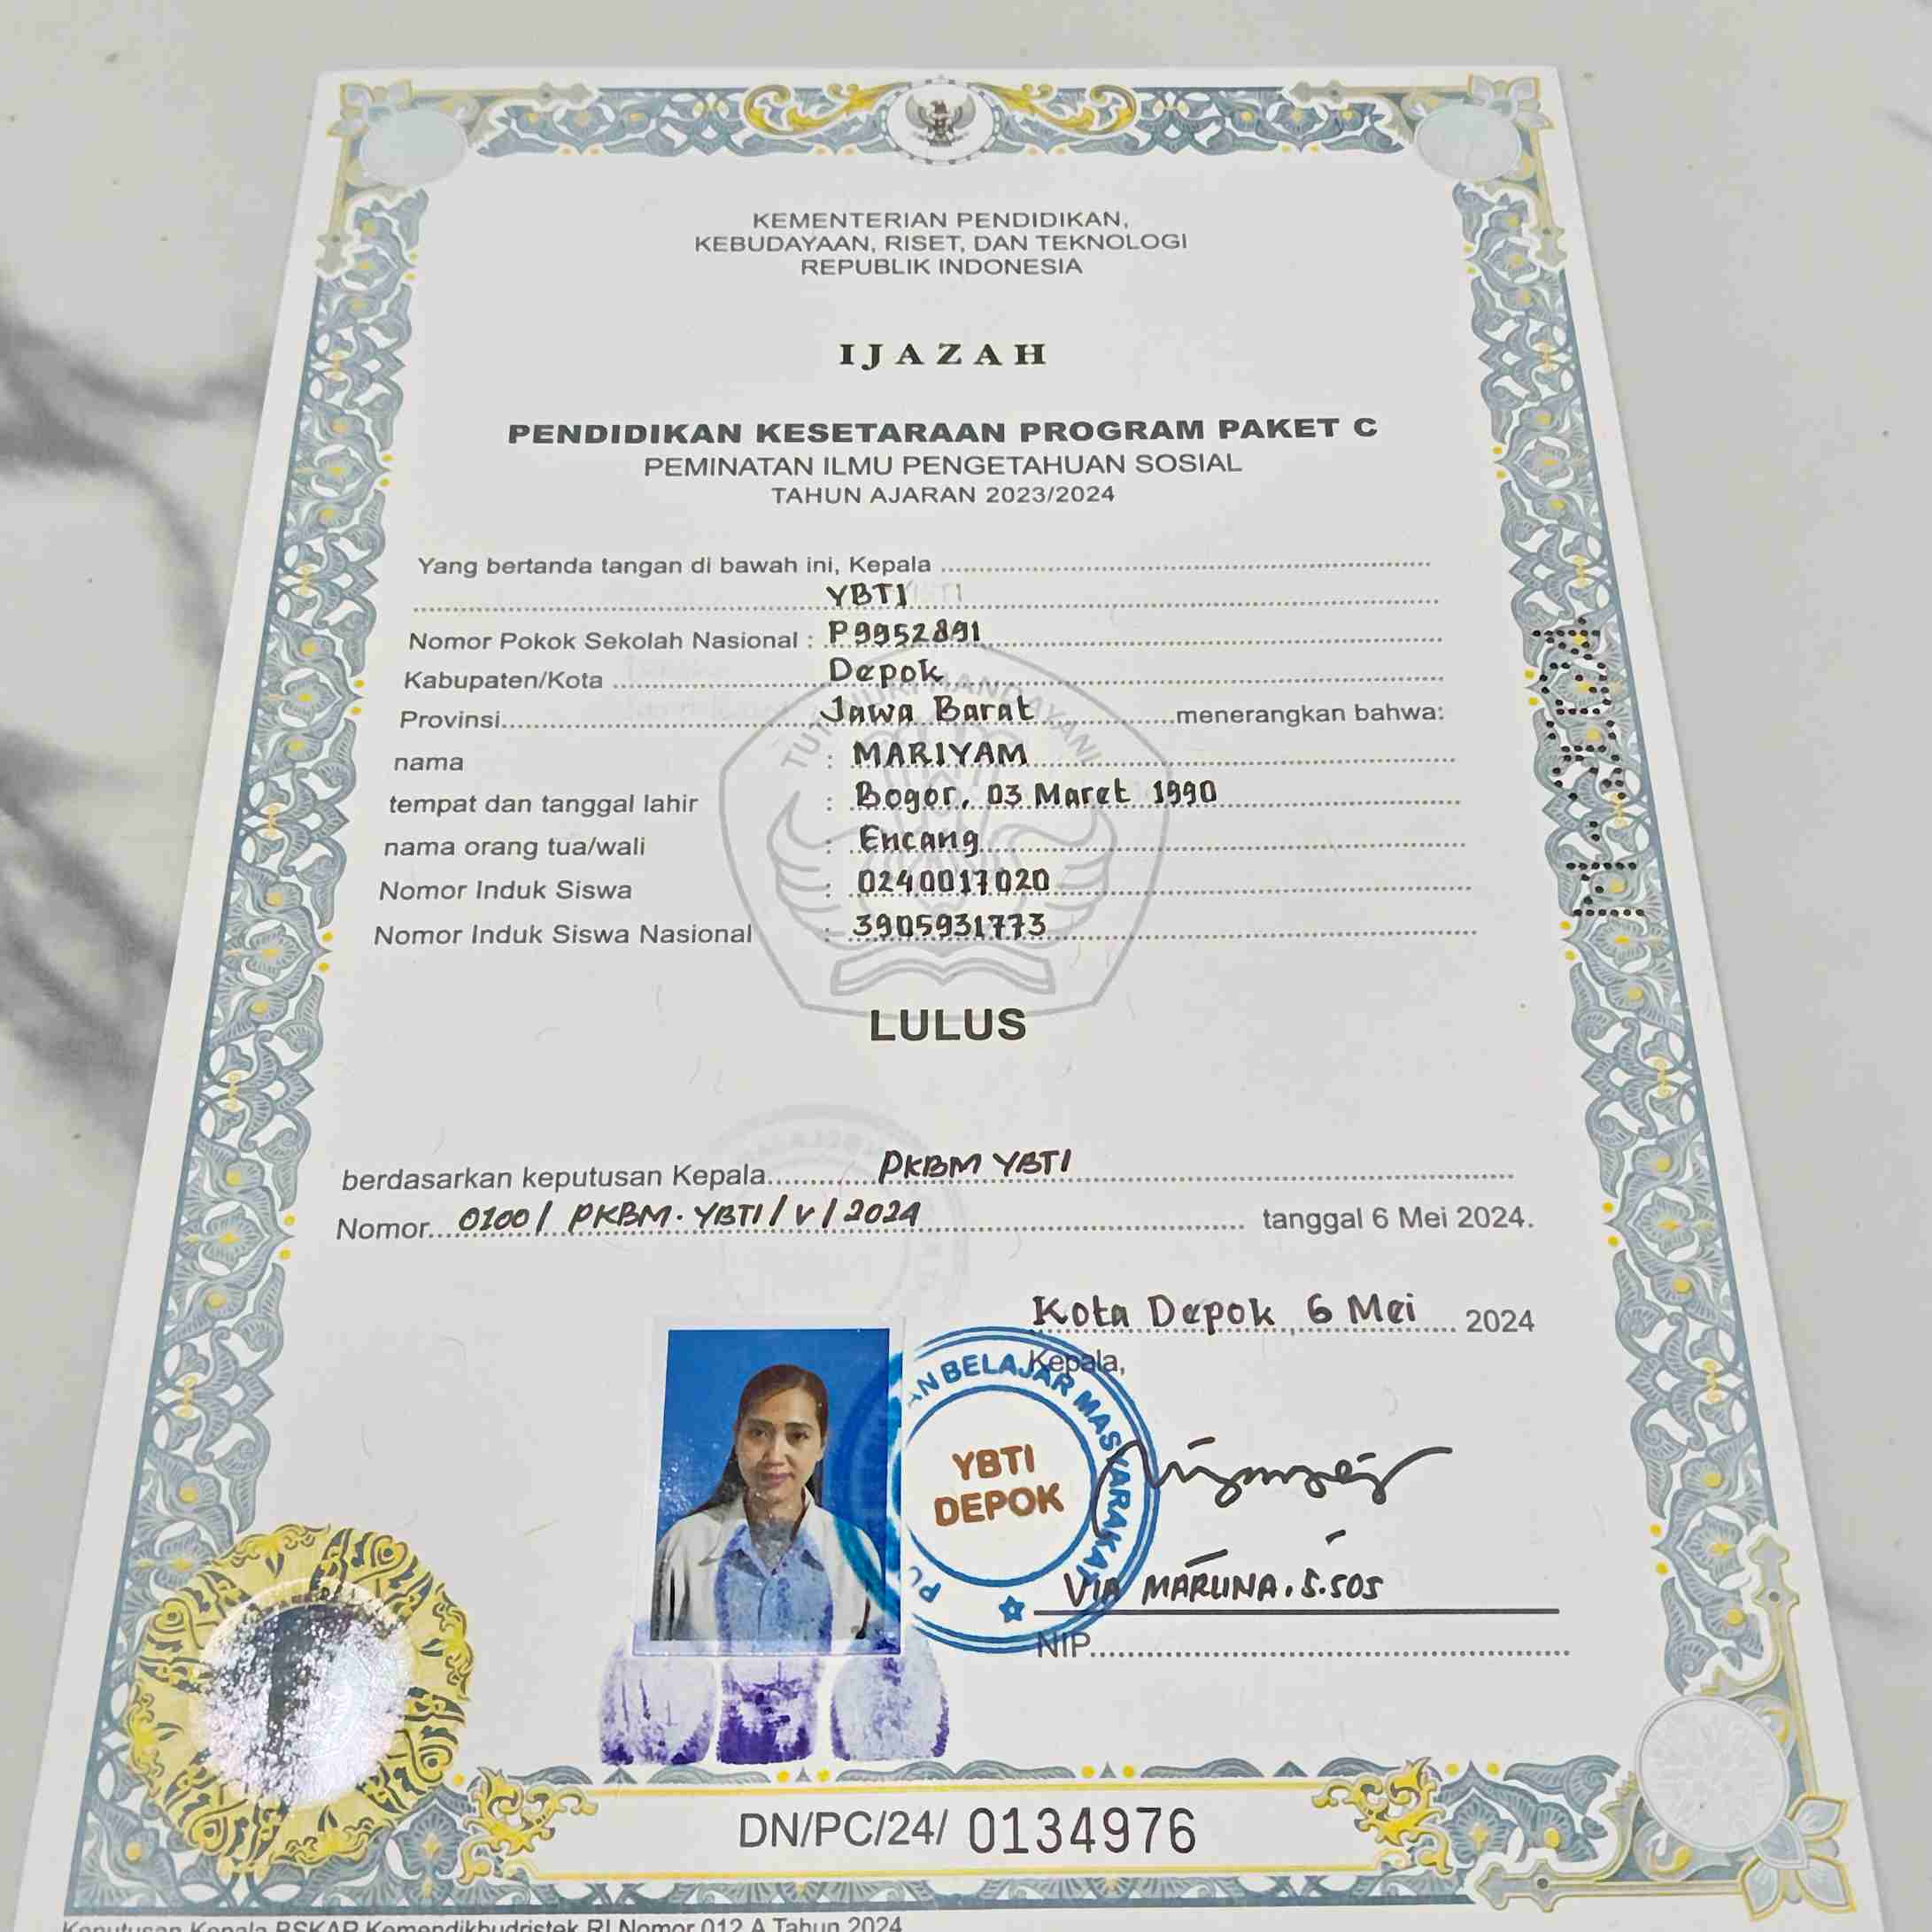 KEMENTERIAN PENDIDIKAN,
KEBUDAYAAN, RISET, DAN TEKNOLOGI
REPUBLIK INDONESIA
IJAZAH
PENDIDIKAN KESETARAAN PROGRAM PAKET C
PEMINATAN ILMU PENGETAHUAN SOSIAL
TAHUN AJARAN 2023/2024
Yang bertanda tangan di bawah ini, Kepala
YBTI
Nomor Pokok Sekolah Nasional : P9952891
Kabupaten/Kota Depok
Provinsi Jawa Barat menerangkan bahwa:
nama : MARIYAM
tempat dan tanggal lahir : Bogor, 03 Maret 1990
nama orang tua/wali : Encang
Nomor Induk Siswa : 0240017020
Nomor Induk Siswa Nasional : 3905931773
TUT WURI HANDAYANI
LULUS
berdasarkan keputusan Kepala PKBM YBTI
Nomor 0100/ PKBM.YBTI/V/2024 tanggal 6 Mei 2024.
Kota Depok, 6 Mei 2024
Kepala,
BELAJAR MASYARAKAT
YBTI
DEPOK
VIA MARLINA. S.SOS
NIP
DN/PC/24/ 0134976
Keputusan Kepala BSKAP Kemendikbudristek RI Nomor 012 A Tahun 2024